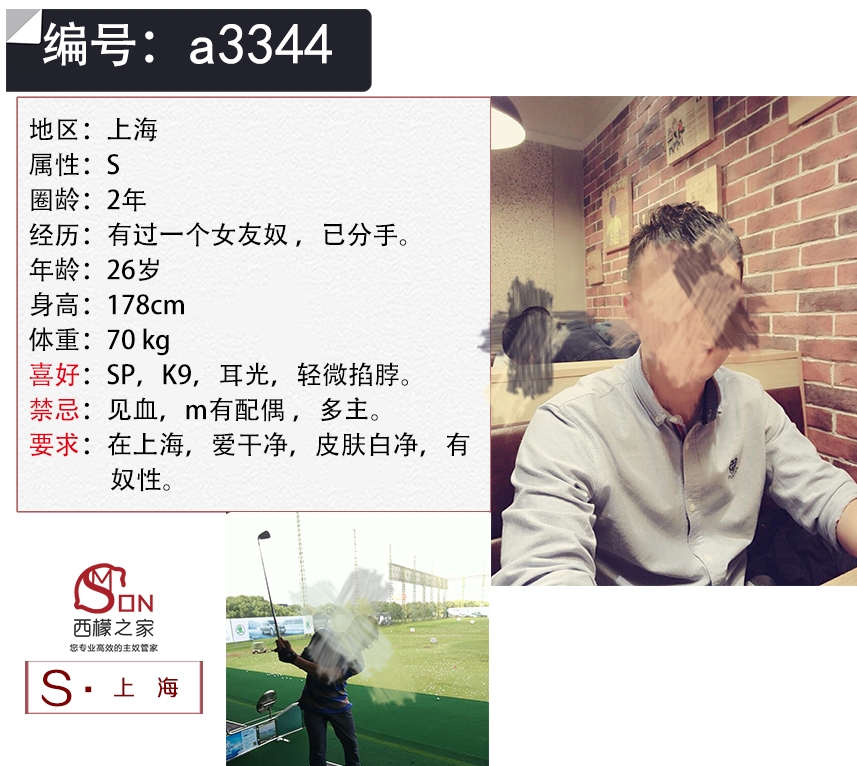 编号：a3344
地区：上海
属性：S
圈龄：2年
经历：有过一个女友奴，已分手。
年龄：26岁
身高：178cm
体重：70 kg
喜好：SP，K9，耳光，轻微掐脖。
禁忌：见血，m有配偶，多主。
要求：在上海，爱干净，皮肤白净，有
奴性。
SMON
西檬之家
您专业高效的主奴管家
S·上 海